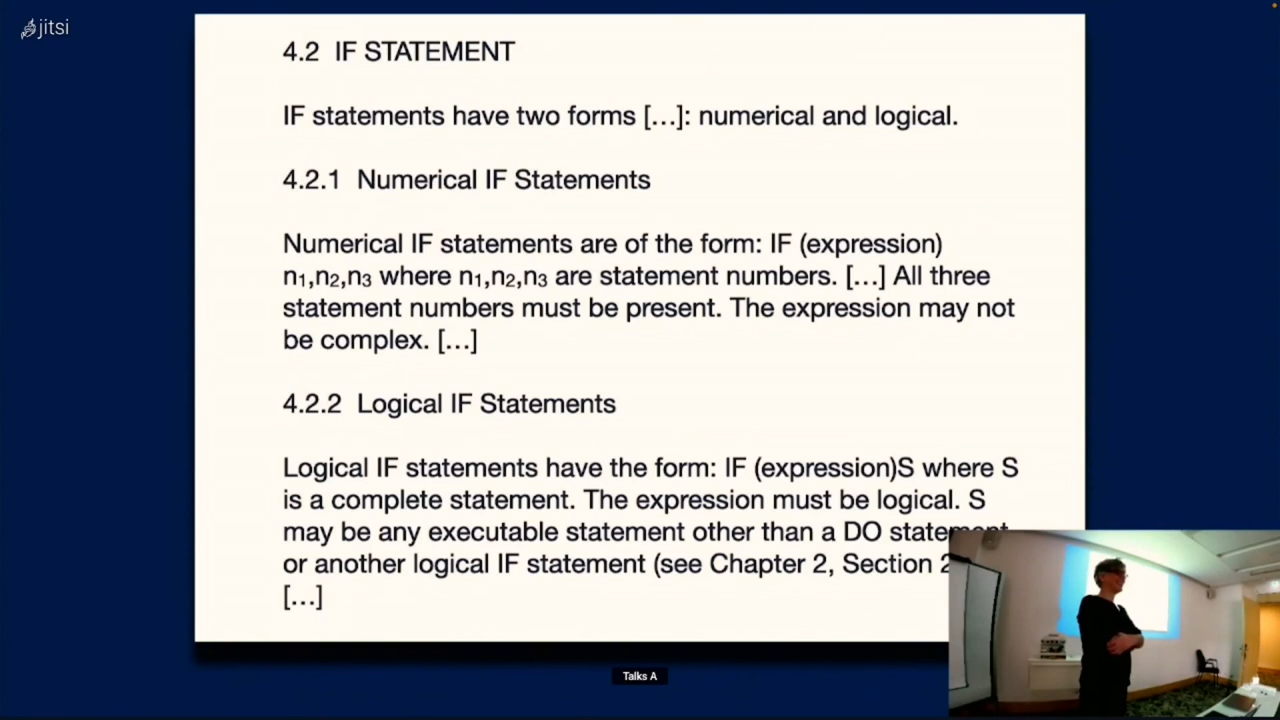 jitsi
4.2 IF STATEMENT
IF statements have two forms […]: numerical and logical.
4.2.1 Numerical IF Statements
Numerical IF statements are of the form: IF (expression)
n₁,n₂,n₃ where n₁,n₂,n₃ are statement numbers. […] All three
statement numbers must be present. The expression may not
be complex. […]
4.2.2 Logical IF Statements
Logical IF statements have the form: IF (expression)S where S
is a complete statement. The expression must be logical. S
may be any executable statement other than a DO statement
or another logical IF statement (see Chapter 2, Section 2
[…]
Talks A